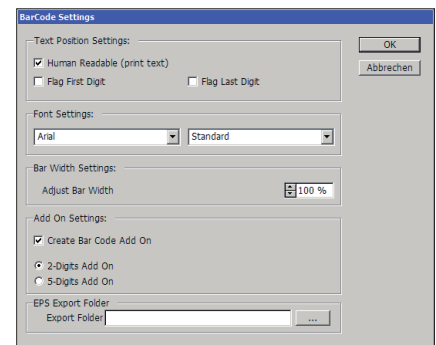 BarCode Settings
Text Position Settings:
OK
Human Readable (print text)
Abbrechen
Flag First Digit Flag Last Digit
Font Settings:
Arial Standard
Bar Width Settings:
Adjust Bar Width 100 %
Add On Settings:
Create Bar Code Add On
2-Digits Add On
5-Digits Add On
EPS Export Folder
Export Folder ...